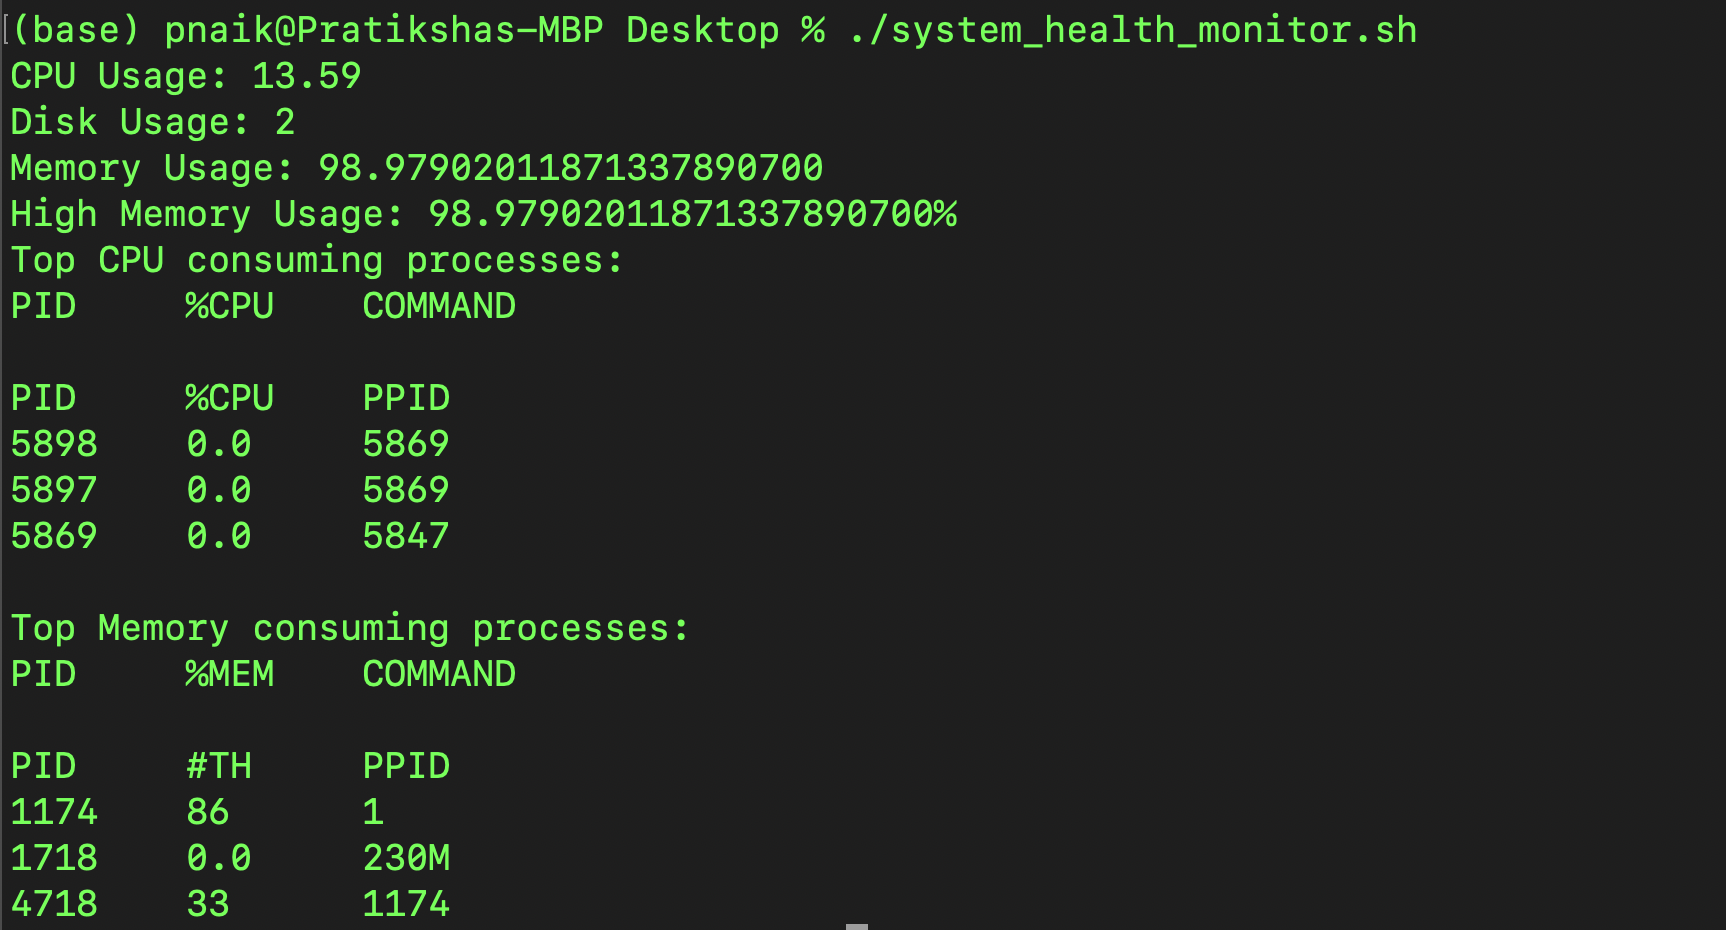 [(base) pnaik@Pratikshas-MBP Desktop % ./system_health_monitor.sh
CPU Usage: 13.59
Disk Usage: 2
Memory Usage: 98.97902011871337890700
High Memory Usage: 98.97902011871337890700%
Top CPU consuming processes:
PID %CPU COMMAND
PID %CPU PPID
5898 0.0 5869
5897 0.0 5869
5869 0.0 5847
Top Memory consuming processes:
PID %MEM COMMAND
PID #TH PPID
1174 86 1
1718 0.0 230M
4718 33 1174